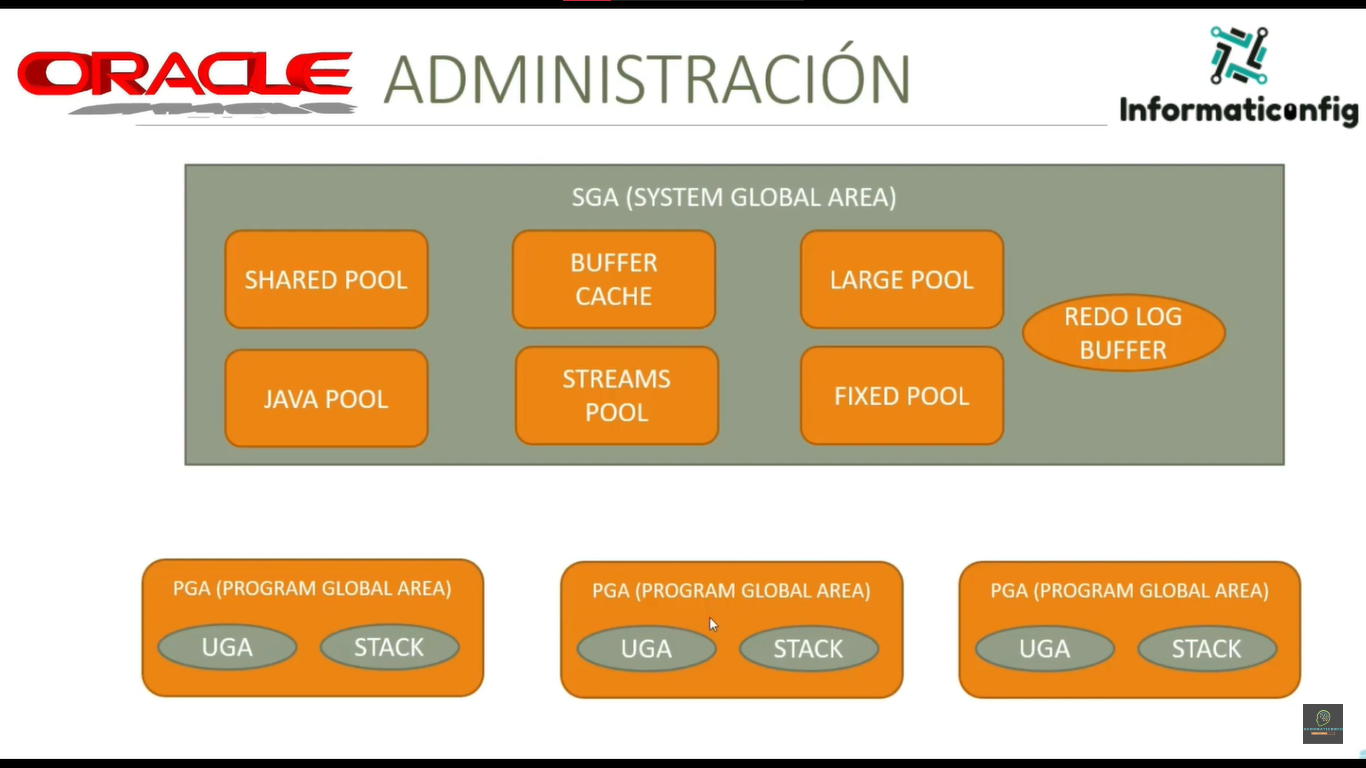 ORACLE
ADMINISTRACIÓN
Informaticonfig
SGA (SYSTEM GLOBAL AREA)
SHARED POOL
BUFFER
CACHE
LARGE POOL
REDO LOG
BUFFER
JAVA POOL
STREAMS
POOL
FIXED POOL
PGA (PROGRAM GLOBAL AREA)
UGA
STACK
PGA (PROGRAM GLOBAL AREA)
UGA
STACK
PGA (PROGRAM GLOBAL AREA)
UGA
STACK